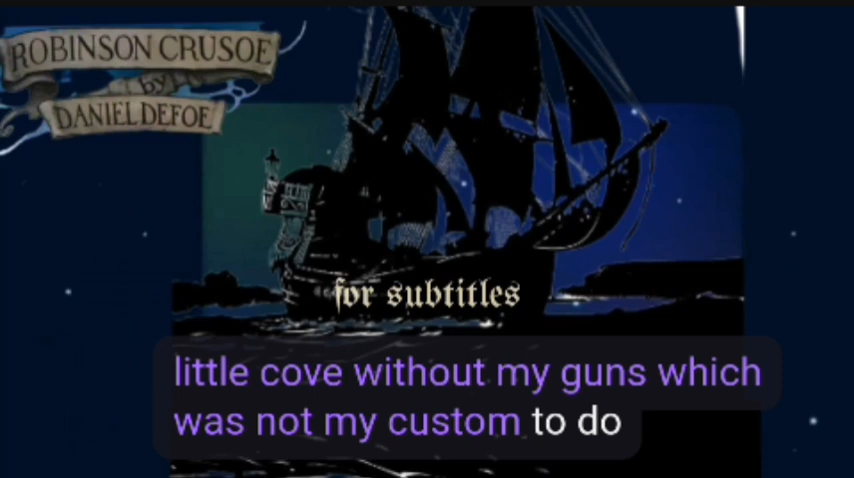 ROBINSON CRUSOE
by
DANIEL DEFOE
for subtitles
little cove without my guns which
was not my custom to do